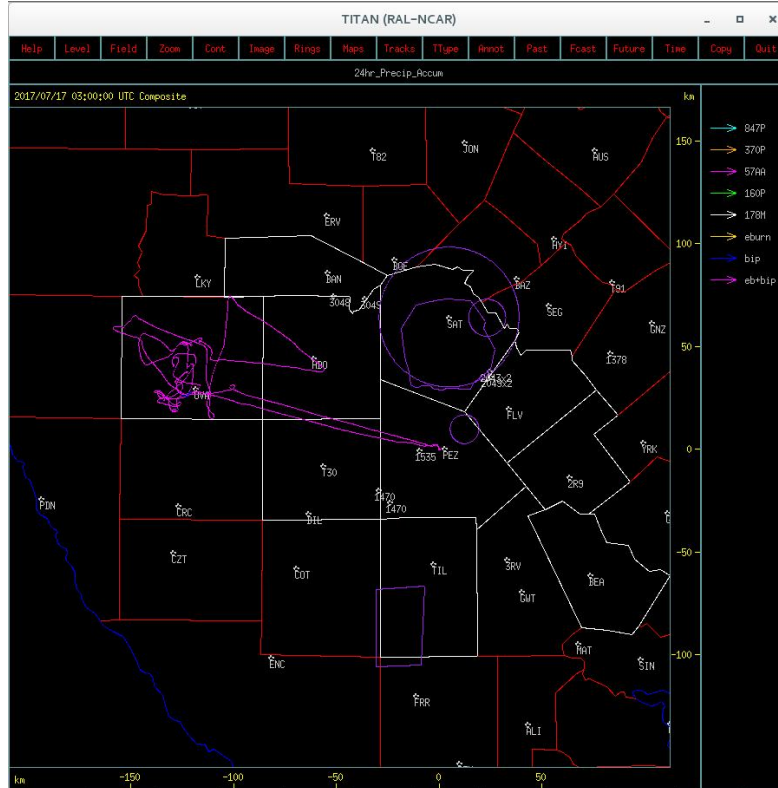 TITAN (RAL-NCAR)
Help Level Field Zoom Cont Image Rings Maps Tracks TType Annot Past Fcast Future Time Copy Quit
24hr_Precip_Accum
2017/07/17 03:00:00 UTC Composite
km
847P
370P
57AA
160P
178M
eburn
bip
eb+bip
150
100
50
0
-50
-100
T82
JON
AUS
ERV
HYI
BOE
LKY
BAN
BAZ
T91
3048
3045
SEG
SAT
GNZ
1378
HDO
UVA
2049x2
FLV
YRK
1535
PEZ
T30
2R9
1470
PDN
CRC
1470
DIL
CZT
COT
TIL
3RV
BEA
GWT
MAT
ENC
SIN
FRR
ALI
km
-150
-100
-50
0
50